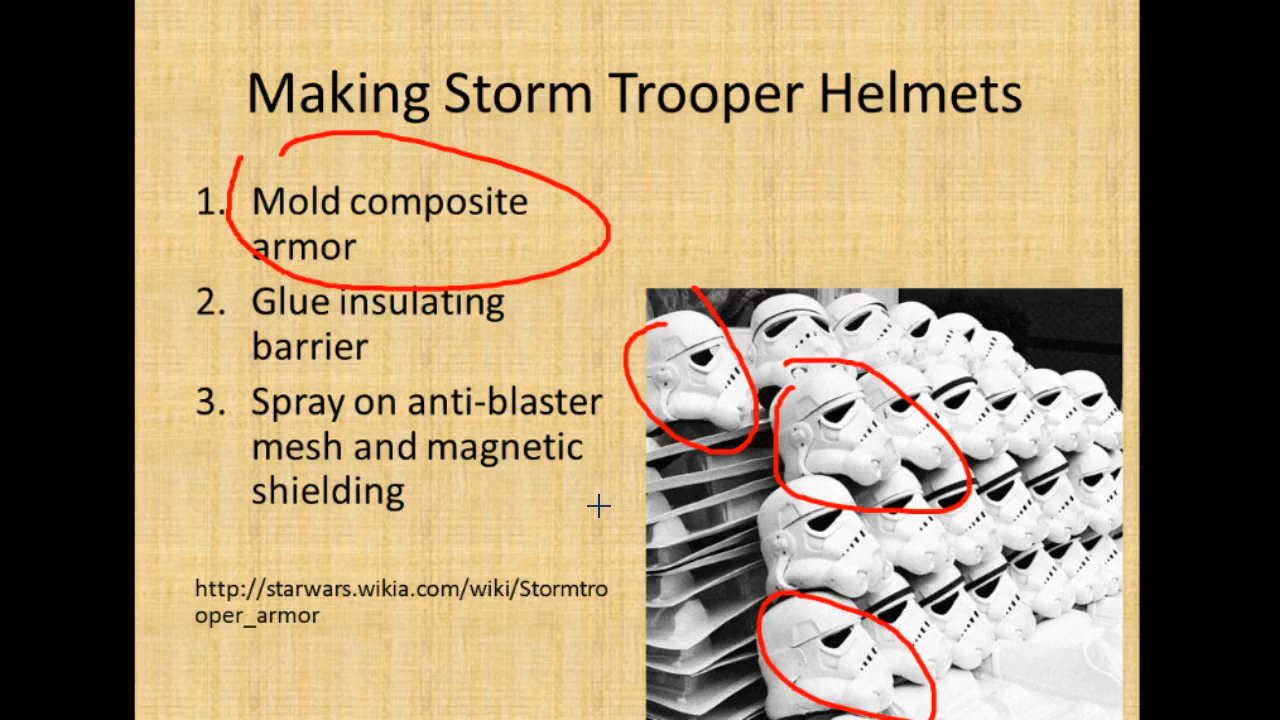 Making Storm Trooper Helmets
1. Mold composite
armor
2. Glue insulating
barrier
3. Spray on anti-blaster
mesh and magnetic
shielding
http://starwars.wikia.com/wiki/Stormtro
oper_armor